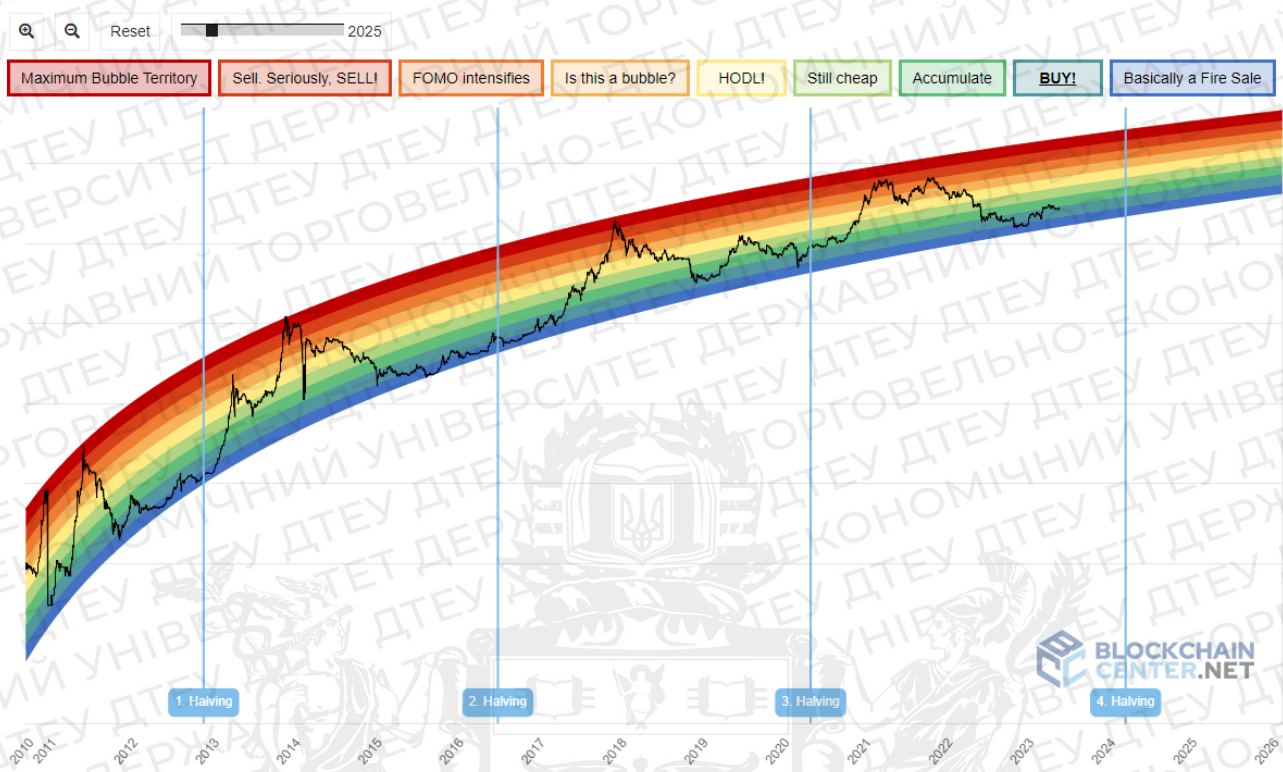 Reset 2025
Maximum Bubble Territory Sell. Seriously, SELL! FOMO intensifies Is this a bubble? HODL! Still cheap Accumulate BUY! Basically a Fire Sale
ДТЕУ ДЕРЖАВНИЙ ТОРГОВЕЛЬНО-ЕКОНОМІЧНИЙ УНІВЕРСИТЕТ
BLOCKCHAIN
CENTER.NET
1. Halving 2. Halving 3. Halving 4. Halving
2010 2011 2012 2013 2014 2015 2016 2017 2018 2019 2020 2021 2022 2023 2024 2025 2026